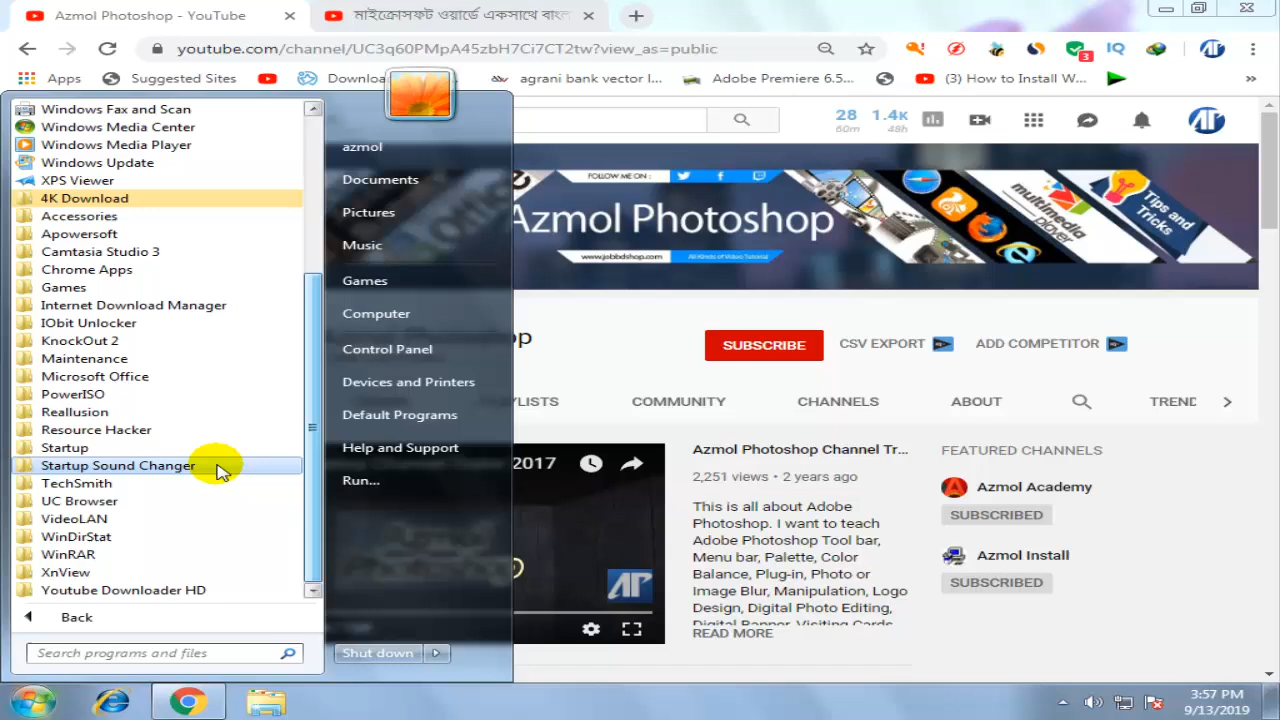 Azmol Photoshop - YouTube
মাইক্রোসফট ওয়ার্ডে একসাথে বাংল
youtube.com/channel/UC3q60PMpA45zbH7Ci7CT2tw?view_as=public
3
IQ
Apps
Suggested Sites
Downloa
agrani bank vector l...
Adobe Premiere 6.5...
(3) How to Install W...
»
Windows Fax and Scan
Windows Media Center
Windows Media Player
Windows Update
XPS Viewer
4K Download
Accessories
Apowersoft
Camtasia Studio 3
Chrome Apps
Games
Internet Download Manager
IObit Unlocker
KnockOut 2
Maintenance
Microsoft Office
PowerISO
Reallusion
Resource Hacker
Startup
Startup Sound Changer
TechSmith
UC Browser
VideoLAN
WinDirStat
WinRAR
XnView
Youtube Downloader HD
Back
Search programs and files
azmol
Documents
Pictures
Music
Games
Computer
Control Panel
Devices and Printers
Default Programs
Help and Support
Run...
Shut down
28
60m
1.4K
48h
FOLLOW ME ON :
Azmol Photoshop
www.jobbdshop.com
All Kinds of Video Tutorial
multimedia player
Tips and Tricks
op
SUBSCRIBE
CSV EXPORT
ADD COMPETITOR
YLISTS
COMMUNITY
CHANNELS
ABOUT
TREND
2017
Azmol Photoshop Channel Tr...
2,251 views • 2 years ago
This is all about Adobe
Photoshop. I want to teach
Adobe Photoshop Tool bar,
Menu bar, Palette, Color
Balance, Plug-in, Photo or
Image Blur, Manipulation, Logo
Design, Digital Photo Editing,
Digital Banner, Visiting Cards,
READ MORE
FEATURED CHANNELS
Azmol Academy
SUBSCRIBED
Azmol Install
SUBSCRIBED
3:57 PM
9/13/2019